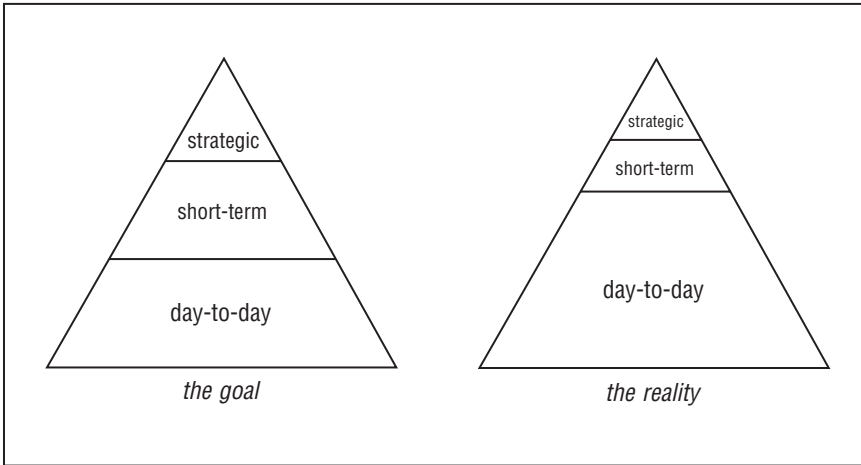 strategic
short-term
day-to-day
the goal
strategic
short-term
day-to-day
the reality